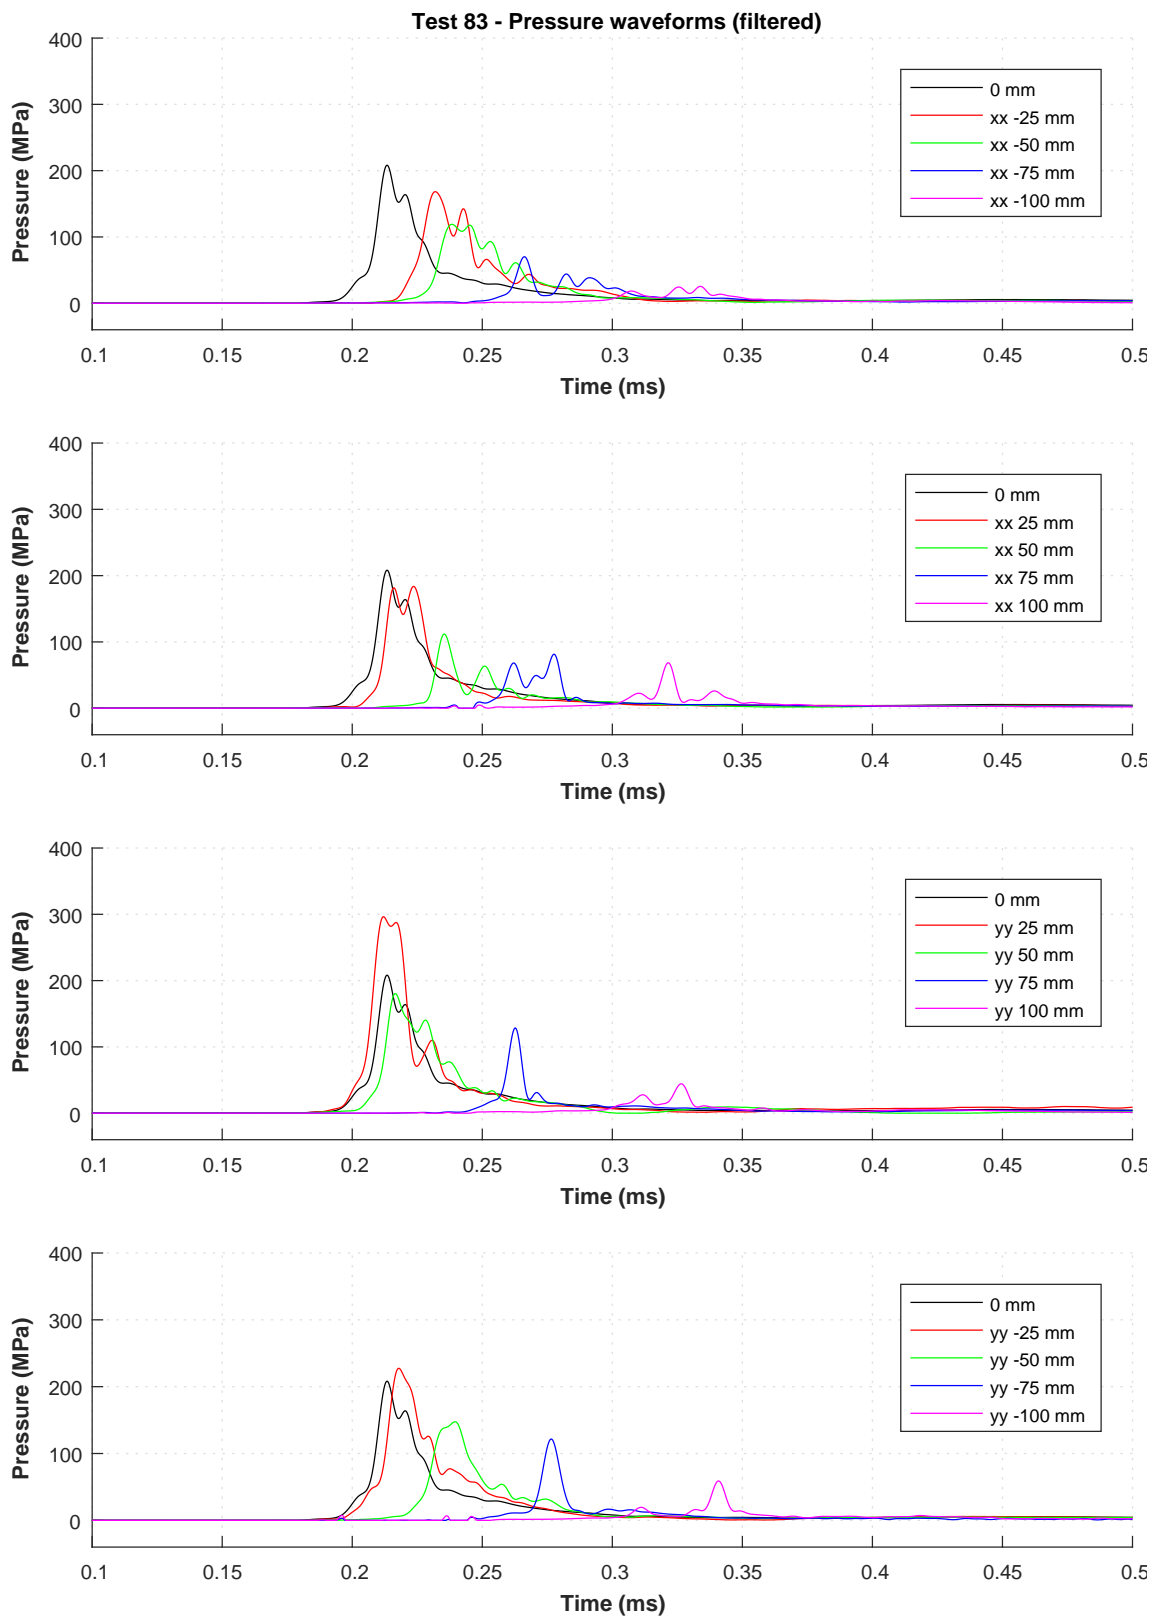 Test 83 - Pressure waveforms (filtered)
400
300
200
100
0
Pressure (MPa)
0 mm
xx -25 mm
xx -50 mm
xx -75 mm
xx -100 mm
0.1 0.15 0.2 0.25 0.3 0.35 0.4 0.45 0.5
Time (ms)
400
300
200
100
0
Pressure (MPa)
0 mm
xx 25 mm
xx 50 mm
xx 75 mm
xx 100 mm
0.1 0.15 0.2 0.25 0.3 0.35 0.4 0.45 0.5
Time (ms)
400
300
200
100
0
Pressure (MPa)
0 mm
yy 25 mm
yy 50 mm
yy 75 mm
yy 100 mm
0.1 0.15 0.2 0.25 0.3 0.35 0.4 0.45 0.5
Time (ms)
400
300
200
100
0
Pressure (MPa)
0 mm
yy -25 mm
yy -50 mm
yy -75 mm
yy -100 mm
0.1 0.15 0.2 0.25 0.3 0.35 0.4 0.45 0.5
Time (ms)